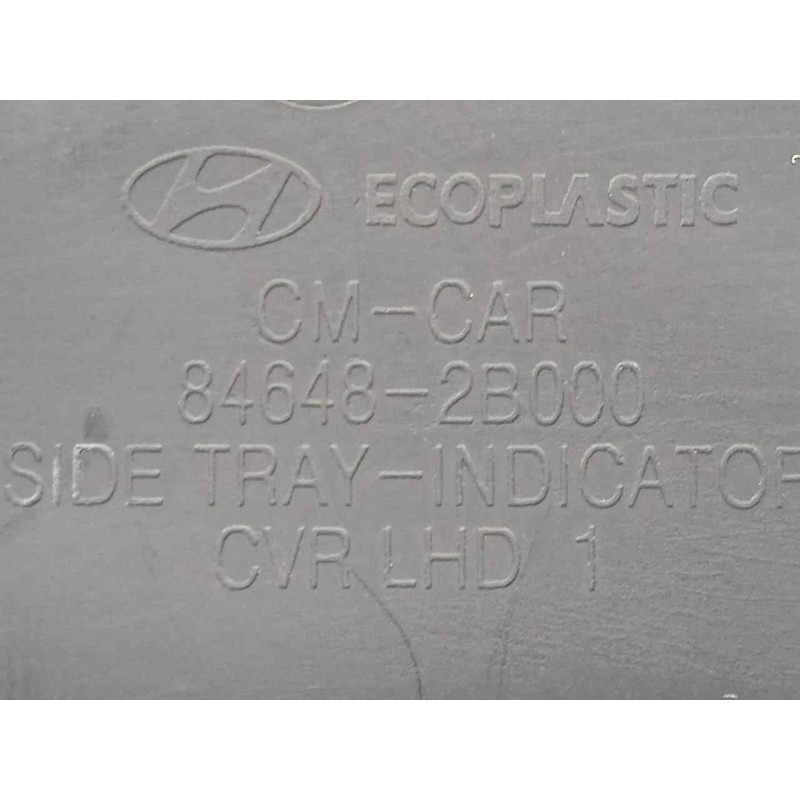 ECOPLASTIC
CM-CAR
84648-2B000
SIDE TRAY-INDICATOR
CVR LHD 1